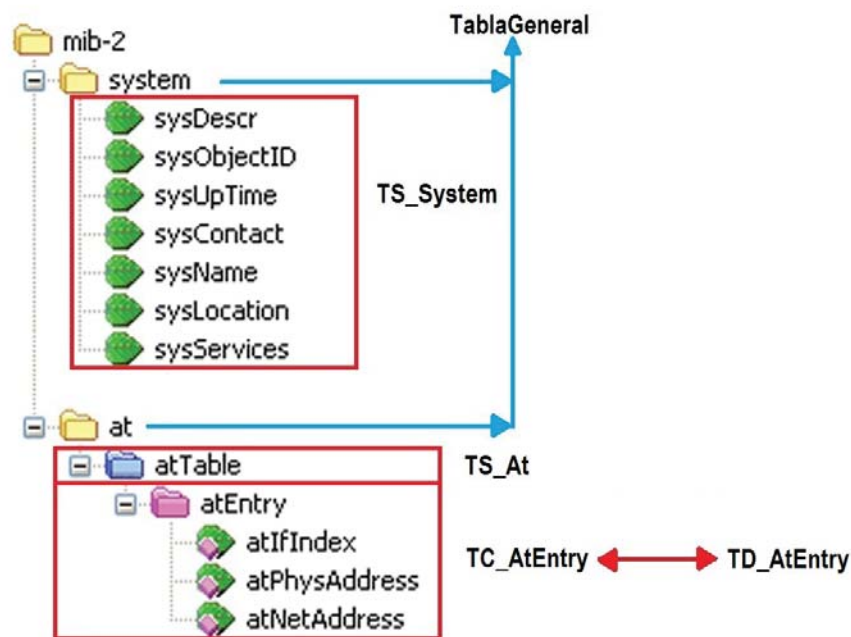 TablaGeneral
mib-2
system
sysDescr
sysObjectID
sysUpTime
TS_System
sysContact
sysName
sysLocation
sysServices
at
atTable
TS_At
atEntry
atIfIndex
TC_AtEntry TD_AtEntry
atPhysAddress
atNetAddress